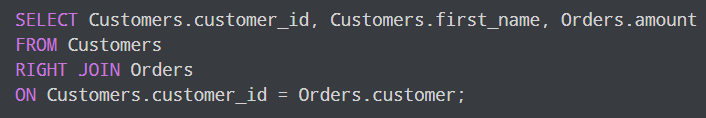 SELECT Customers.customer_id, Customers.first_name, Orders.amount
FROM Customers
RIGHT JOIN Orders
ON Customers.customer_id = Orders.customer;